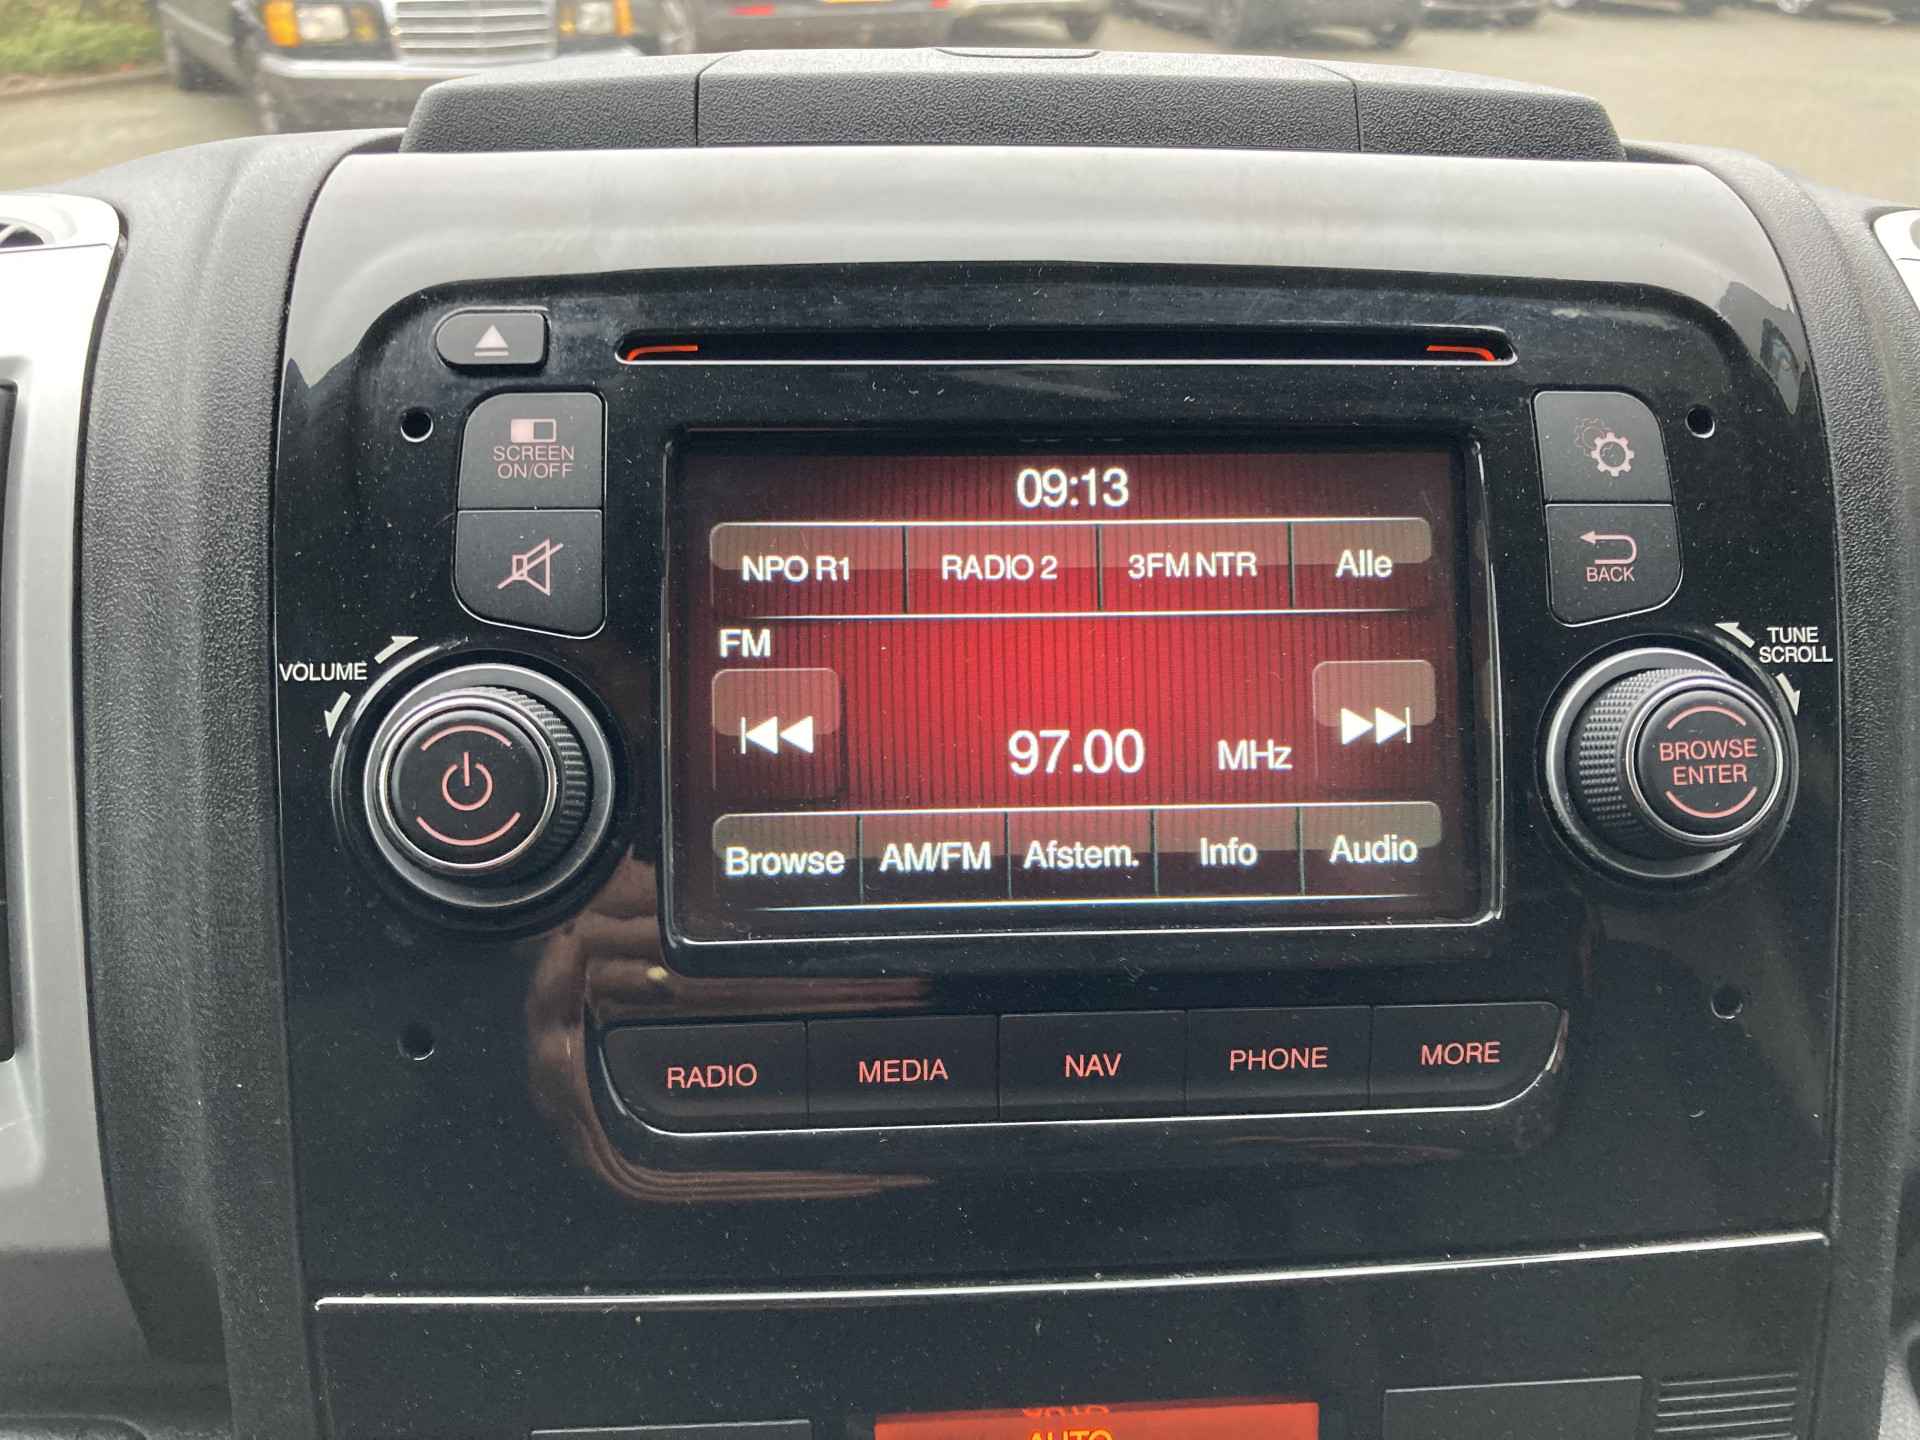 SCREEN
ON/OFF
09:13
NPO R1 RADIO 2 3FM NTR Alle
BACK
FM
VOLUME
TUNE
SCROLL
97.00 MHz
BROWSE
ENTER
Browse AM/FM Afstem. Info Audio
RADIO MEDIA NAV PHONE MORE
AUTO